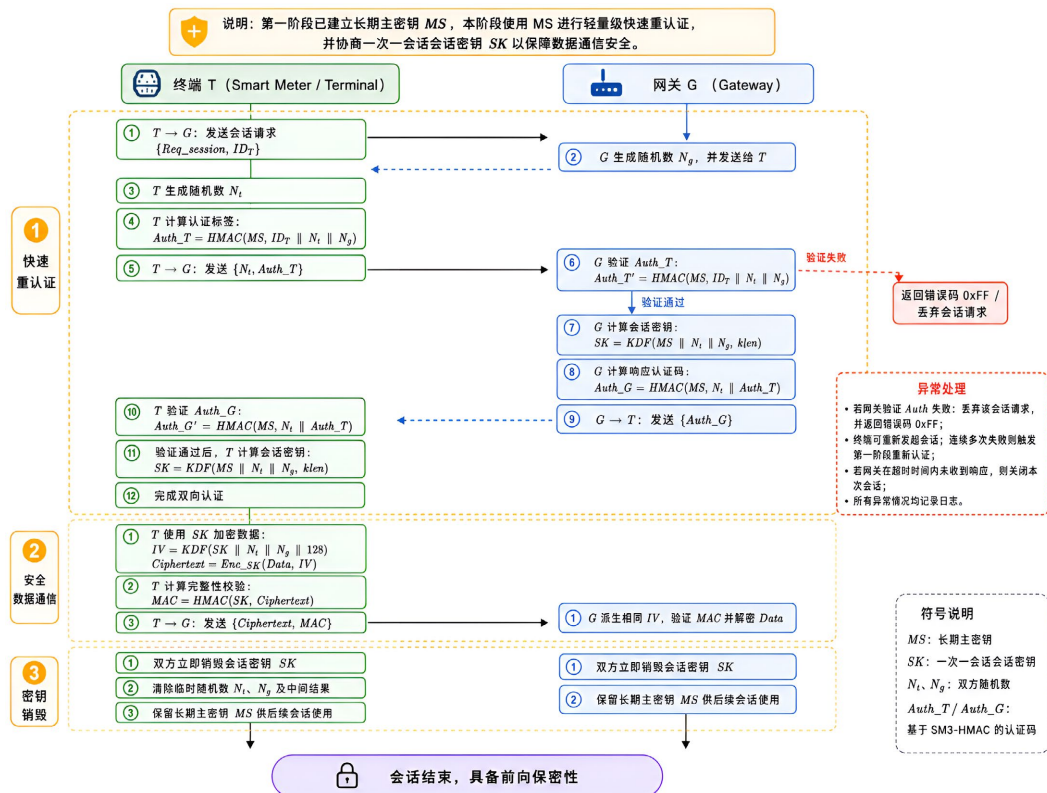 说明：第一阶段已建立长期主密钥 MS，本阶段使用 MS 进行轻量级快速重认证，
并协商一次一会话会话密钥 SK 以保障数据通信安全。
终端 T（Smart Meter / Terminal）
网关 G （Gateway）
1
快速
重认证
① T → G：发送会话请求
{Req_session, ID_T}
② G 生成随机数 N_g，并发送给 T
③ T 生成随机数 N_t
④ T 计算认证标签：
Auth_T = HMAC(MS, ID_T ∥ N_t ∥ N_g)
⑤ T → G：发送 {N_t, Auth_T}
⑥ G 验证 Auth_T：
Auth_T′ = HMAC(MS, ID_T ∥ N_t ∥ N_g)
验证失败
返回错误码 0xFF /
丢弃会话请求
验证通过
⑦ G 计算会话密钥：
SK = KDF(MS ∥ N_t ∥ N_g, klen)
⑧ G 计算响应认证码：
Auth_G = HMAC(MS, N_t ∥ Auth_T)
⑨ G → T：发送 {Auth_G}
⑩ T 验证 Auth_G：
Auth_G′ = HMAC(MS, N_t ∥ Auth_T)
⑪ 验证通过后，T 计算会话密钥：
SK = KDF(MS ∥ N_t ∥ N_g, klen)
⑫ 完成双向认证
异常处理
• 若网关验证 Auth 失败：丢弃该会话请求，
并返回错误码 0xFF；
• 终端可重新发超会话；连续多次失败则触发
第一阶段重新认证；
• 若网关在超时时间内未收到响应，则关闭本
次会话；
• 所有异常情况均记录日志。
2
安全
数据通信
① T 使用 SK 加密数据：
IV = KDF(SK ∥ N_t ∥ N_g ∥ 128)
Ciphertext = Enc_SK(Data, IV)
② T 计算完整性校验：
MAC = HMAC(SK, Ciphertext)
③ T → G：发送 {Ciphertext, MAC}
① G 派生相同 IV，验证 MAC 并解密 Data
3
密钥
销毁
① 双方立即销毁会话密钥 SK
② 清除临时随机数 N_t、N_g 及中间结果
③ 保留长期主密钥 MS 供后续会话使用
① 双方立即销毁会话密钥 SK
② 保留长期主密钥 MS 供后续会话使用
符号说明
MS：长期主密钥
SK：一次一会话会话密钥
N_t、N_g：双方随机数
Auth_T / Auth_G：
基于 SM3-HMAC 的认证码
会话结束，具备前向保密性